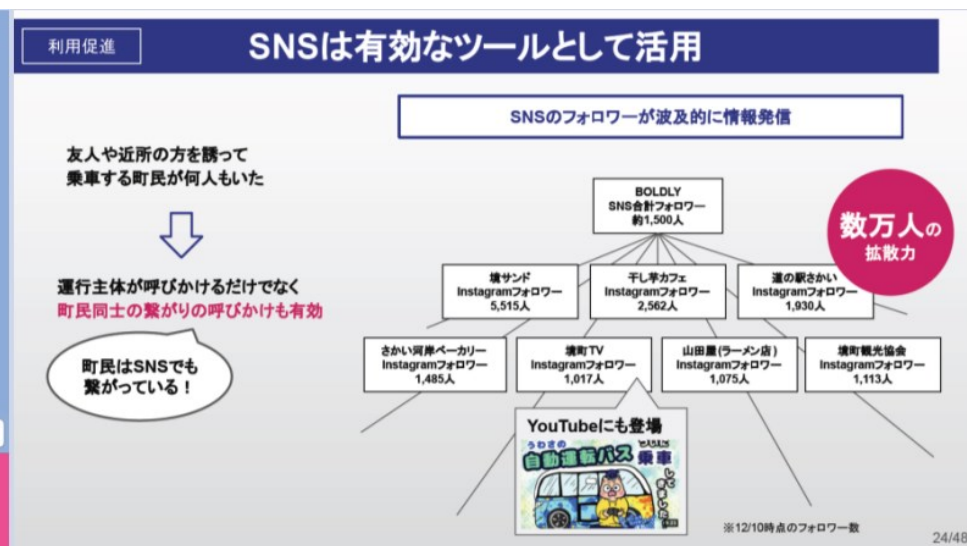 利用促進
SNSは有効なツールとして活用
SNSのフォロワーが波及的に情報発信
友人や近所の方を誘って
乗車する町民が何人もいた
運行主体が呼びかけるだけでなく
町民同士の繋がりの呼びかけも有効
町民はSNSでも
繋がっている！
BOLDLY
SNS合計フォロワー
約1,500人
数万人の
拡散力
境サンド
Instagramフォロワー
5,515人
干し芋カフェ
Instagramフォロワー
2,562人
道の駅さかい
Instagramフォロワー
1,930人
さかい河岸ベーカリー
Instagramフォロワー
1,485人
境町TV
Instagramフォロワー
1,017人
山田屋(ラーメン店)
Instagramフォロワー
1,075人
境町観光協会
Instagramフォロワー
1,113人
YouTubeにも登場
うわさの
自動運転バス
乗車
してきました
※12/10時点のフォロワー数
24/48